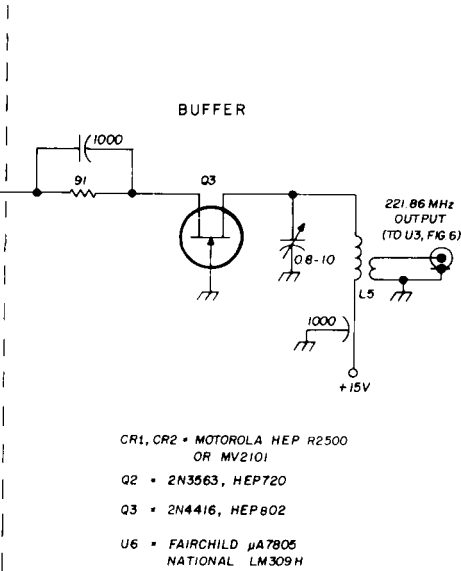 BUFFER
1000
91
Q3
221.86 MHz
OUTPUT
(TO U3, FIG. 6)
0.8-10
L5
1000
+15V
CR1, CR2 = MOTOROLA HEP R2500
OR MV2101
Q2 = 2N3563, HEP720
Q3 = 2N4416, HEP802
U6 = FAIRCHILD µA7805
NATIONAL LM309H